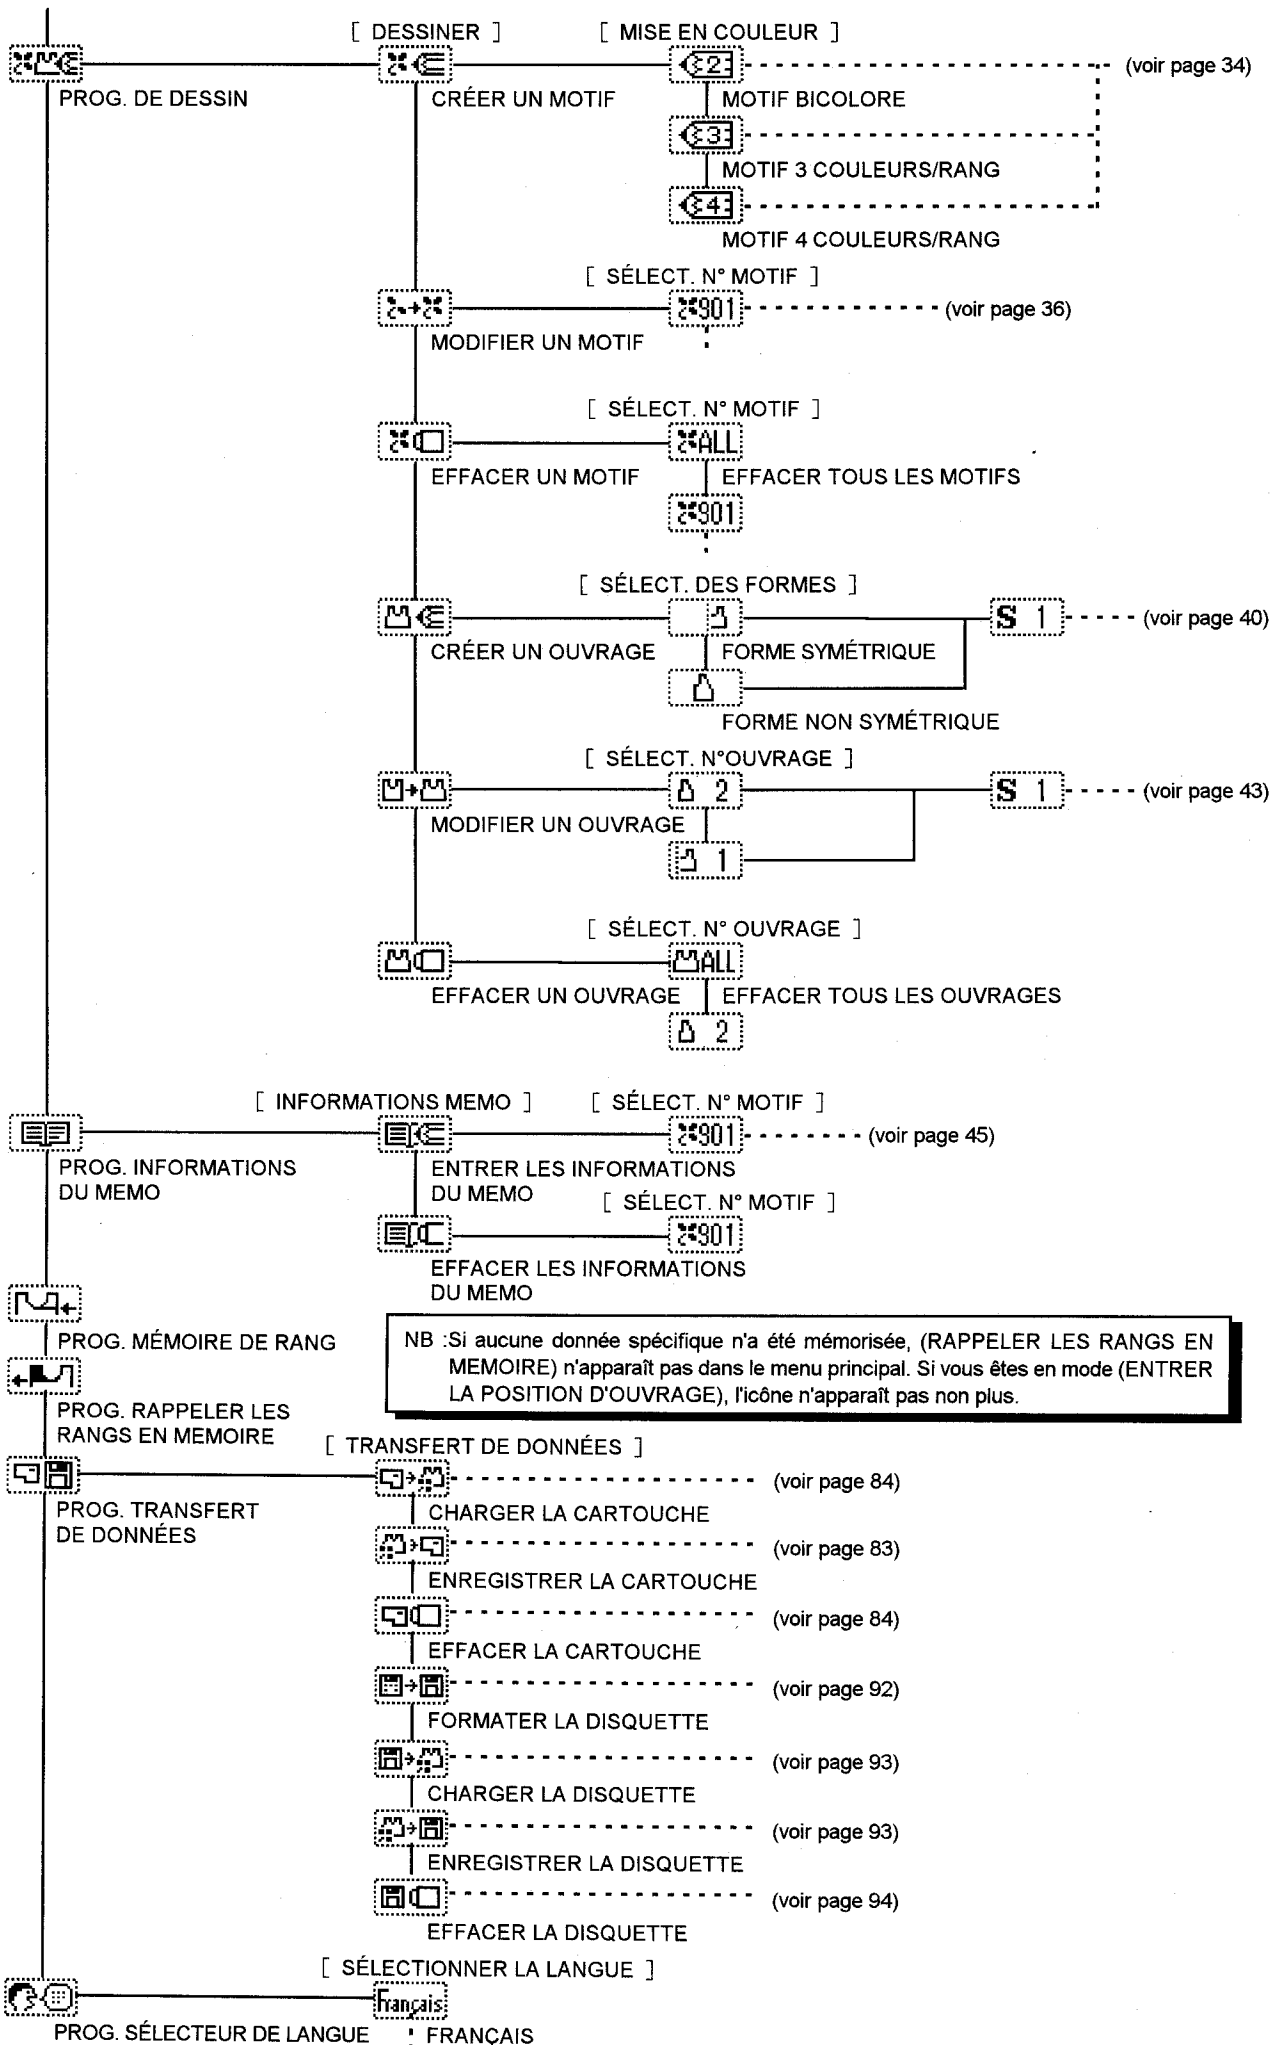 [ DESSINER ] [ MISE EN COULEUR ]
2 (voir page 34)
PROG. DE DESSIN CRÉER UN MOTIF MOTIF BICOLORE
3
MOTIF 3 COULEURS/RANG
4
MOTIF 4 COULEURS/RANG
[ SÉLECT. N° MOTIF ]
901 (voir page 36)
MODIFIER UN MOTIF
[ SÉLECT. N° MOTIF ]
ALL
EFFACER UN MOTIF EFFACER TOUS LES MOTIFS
901
[ SÉLECT. DES FORMES ]
S 1 (voir page 40)
CRÉER UN OUVRAGE FORME SYMÉTRIQUE
FORME NON SYMÉTRIQUE
[ SÉLECT. N°OUVRAGE ]
2 S 1 (voir page 43)
MODIFIER UN OUVRAGE
1
[ SÉLECT. N° OUVRAGE ]
ALL
EFFACER UN OUVRAGE EFFACER TOUS LES OUVRAGES
2
[ INFORMATIONS MEMO ] [ SÉLECT. N° MOTIF ]
901 (voir page 45)
PROG. INFORMATIONS
DU MEMO
ENTRER LES INFORMATIONS
DU MEMO
[ SÉLECT. N° MOTIF ]
901
EFFACER LES INFORMATIONS
DU MEMO
PROG. MÉMOIRE DE RANG
NB :Si aucune donnée spécifique n'a été mémorisée, (RAPPELER LES RANGS EN
MEMOIRE) n'apparaît pas dans le menu principal. Si vous êtes en mode (ENTRER
LA POSITION D'OUVRAGE), l'icône n'apparaît pas non plus.
PROG. RAPPELER LES
RANGS EN MEMOIRE
[ TRANSFERT DE DONNÉES ]
(voir page 84)
PROG. TRANSFERT
DE DONNÉES
CHARGER LA CARTOUCHE
(voir page 83)
ENREGISTRER LA CARTOUCHE
(voir page 84)
EFFACER LA CARTOUCHE
(voir page 92)
FORMATER LA DISQUETTE
(voir page 93)
CHARGER LA DISQUETTE
(voir page 93)
ENREGISTRER LA DISQUETTE
(voir page 94)
EFFACER LA DISQUETTE
[ SÉLECTIONNER LA LANGUE ]
Français
PROG. SÉLECTEUR DE LANGUE FRANÇAIS